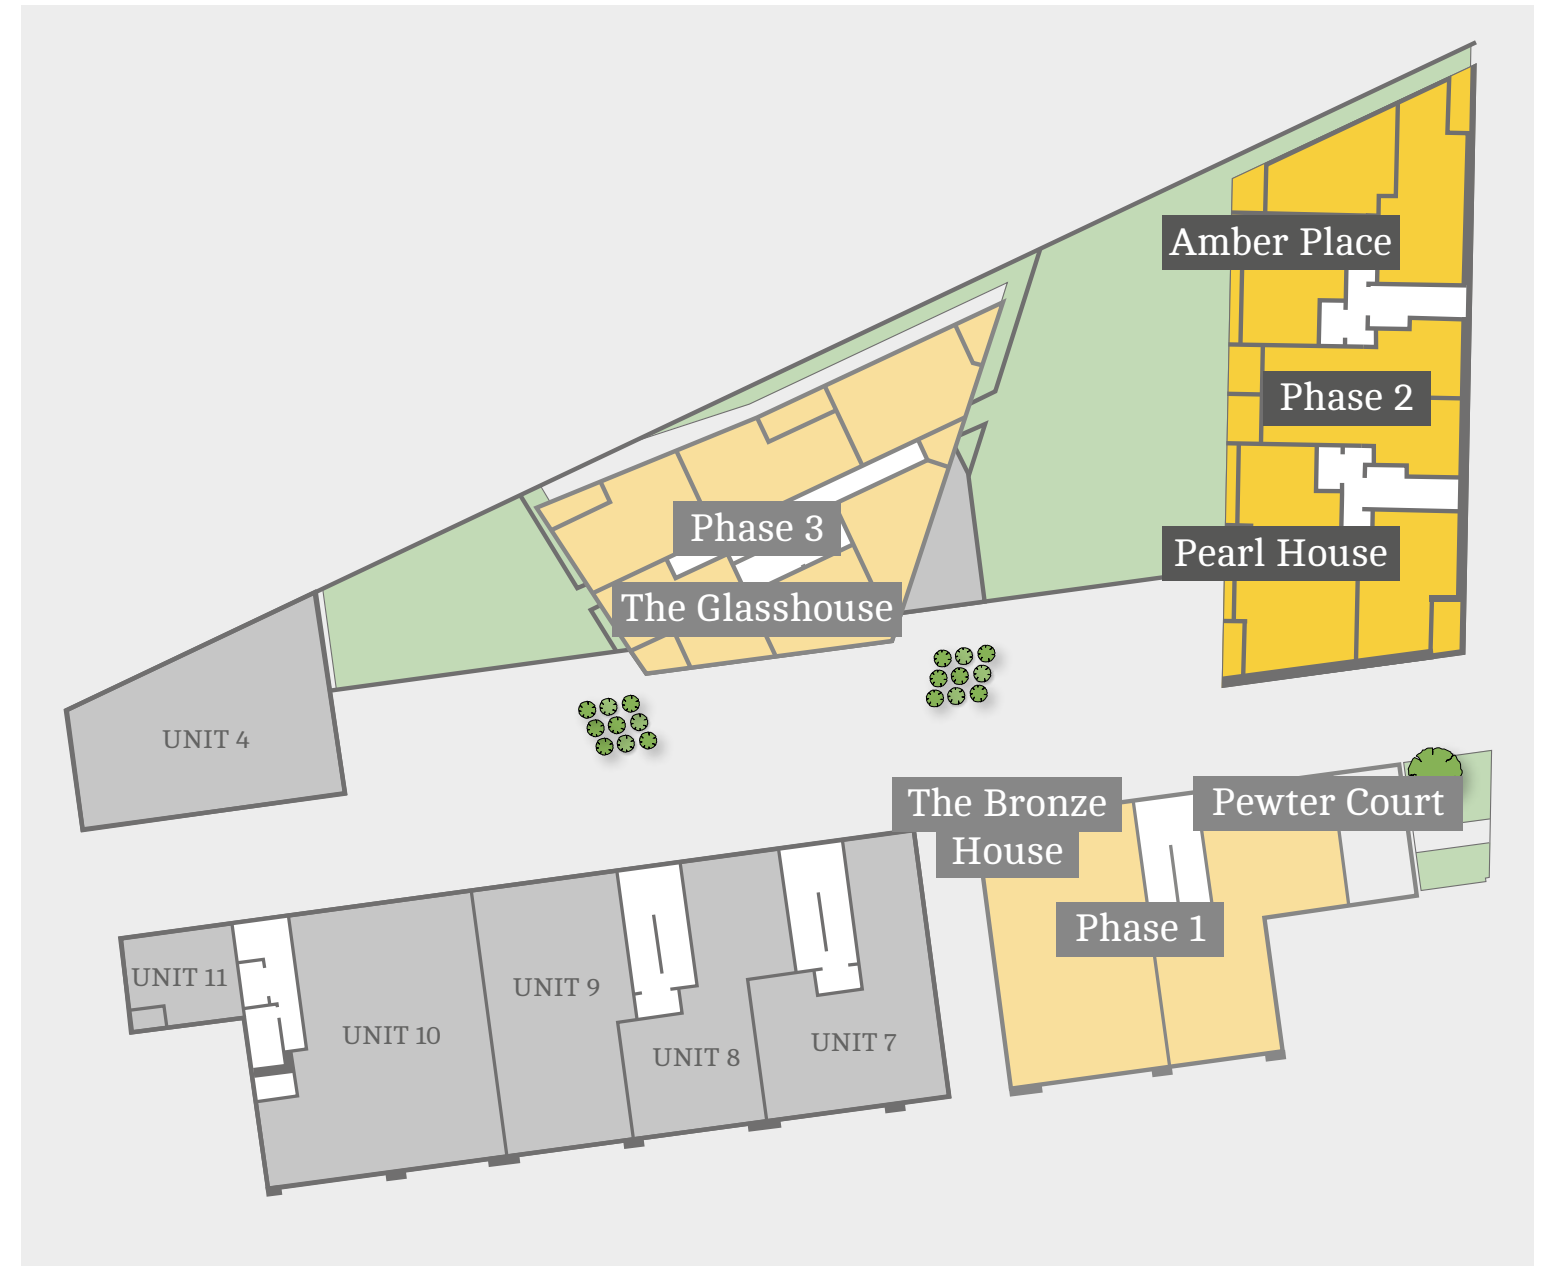 Amber Place
Phase 2
Phase 3
Pearl House
The Glasshouse
UNIT 4
The Bronze
House
Pewter Court
Phase 1
UNIT 11
UNIT 10
UNIT 9
UNIT 8
UNIT 7